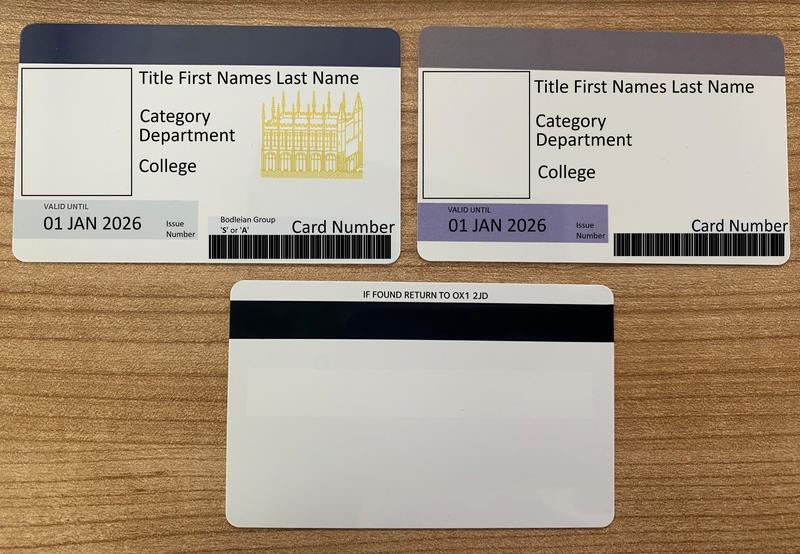 Title First Names Last Name
Category
Department
College
VALID UNTIL
01 JAN 2026
Issue
Number
Bodleian Group
'S' or 'A'
Card Number
Title First Names Last Name
Category
Department
College
VALID UNTIL
01 JAN 2026
Issue
Number
Card Number
IF FOUND RETURN TO OX1 2JD